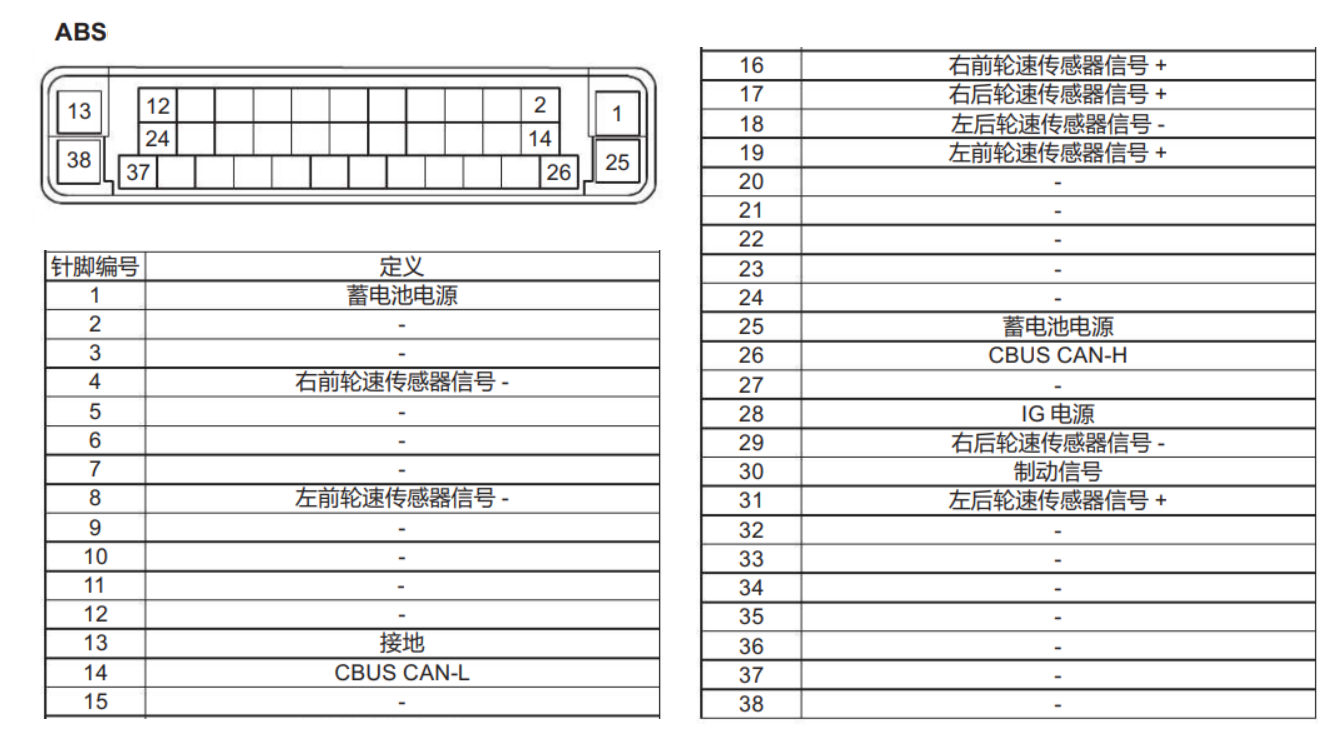 ABS
13 12 2 1
24 14
38 37 26 25
针脚编号 定义
1 蓄电池电源
2 -
3 -
4 右前轮速传感器信号 -
5 -
6 -
7 -
8 左前轮速传感器信号 -
9 -
10 -
11 -
12 -
13 接地
14 CBUS CAN-L
15 -
16 右前轮速传感器信号 +
17 右后轮速传感器信号 +
18 左后轮速传感器信号 -
19 左前轮速传感器信号 +
20 -
21 -
22 -
23 -
24 -
25 蓄电池电源
26 CBUS CAN-H
27 -
28 IG 电源
29 右后轮速传感器信号 -
30 制动信号
31 左后轮速传感器信号 +
32 -
33 -
34 -
35 -
36 -
37 -
38 -